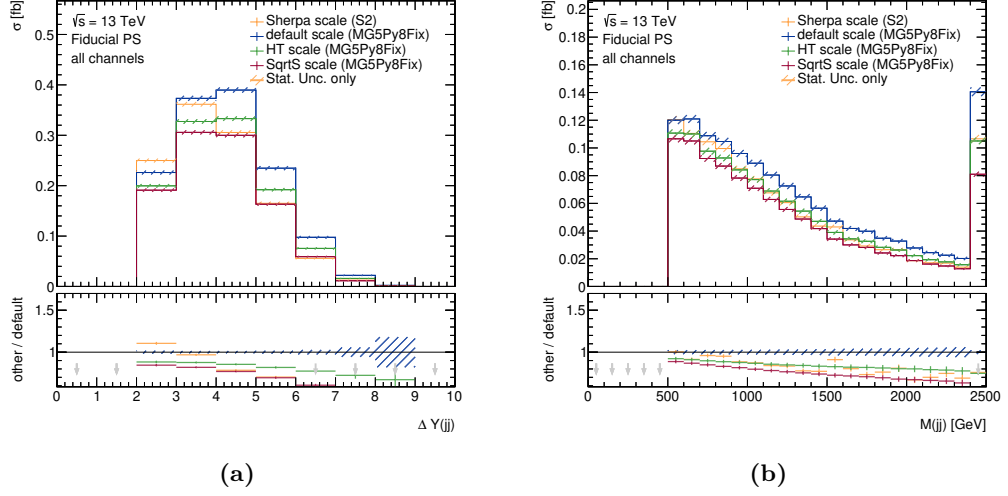 σ [fb]
√s = 13 TeV
Fiducial PS
all channels
Sherpa scale (S2)
default scale (MG5Py8Fix)
HT scale (MG5Py8Fix)
SqrtS scale (MG5Py8Fix)
Stat. Unc. only
0.5
0.4
0.3
0.2
0.1
0
other / default
1.5
1
0 1 2 3 4 5 6 7 8 9 10
Δ Y(jj)
(a)
σ [fb]
√s = 13 TeV
Fiducial PS
all channels
Sherpa scale (S2)
default scale (MG5Py8Fix)
HT scale (MG5Py8Fix)
SqrtS scale (MG5Py8Fix)
Stat. Unc. only
0.2
0.18
0.16
0.14
0.12
0.1
0.08
0.06
0.04
0.02
other / default
1.5
1
0 500 1000 1500 2000 2500
M(jj) [GeV]
(b)